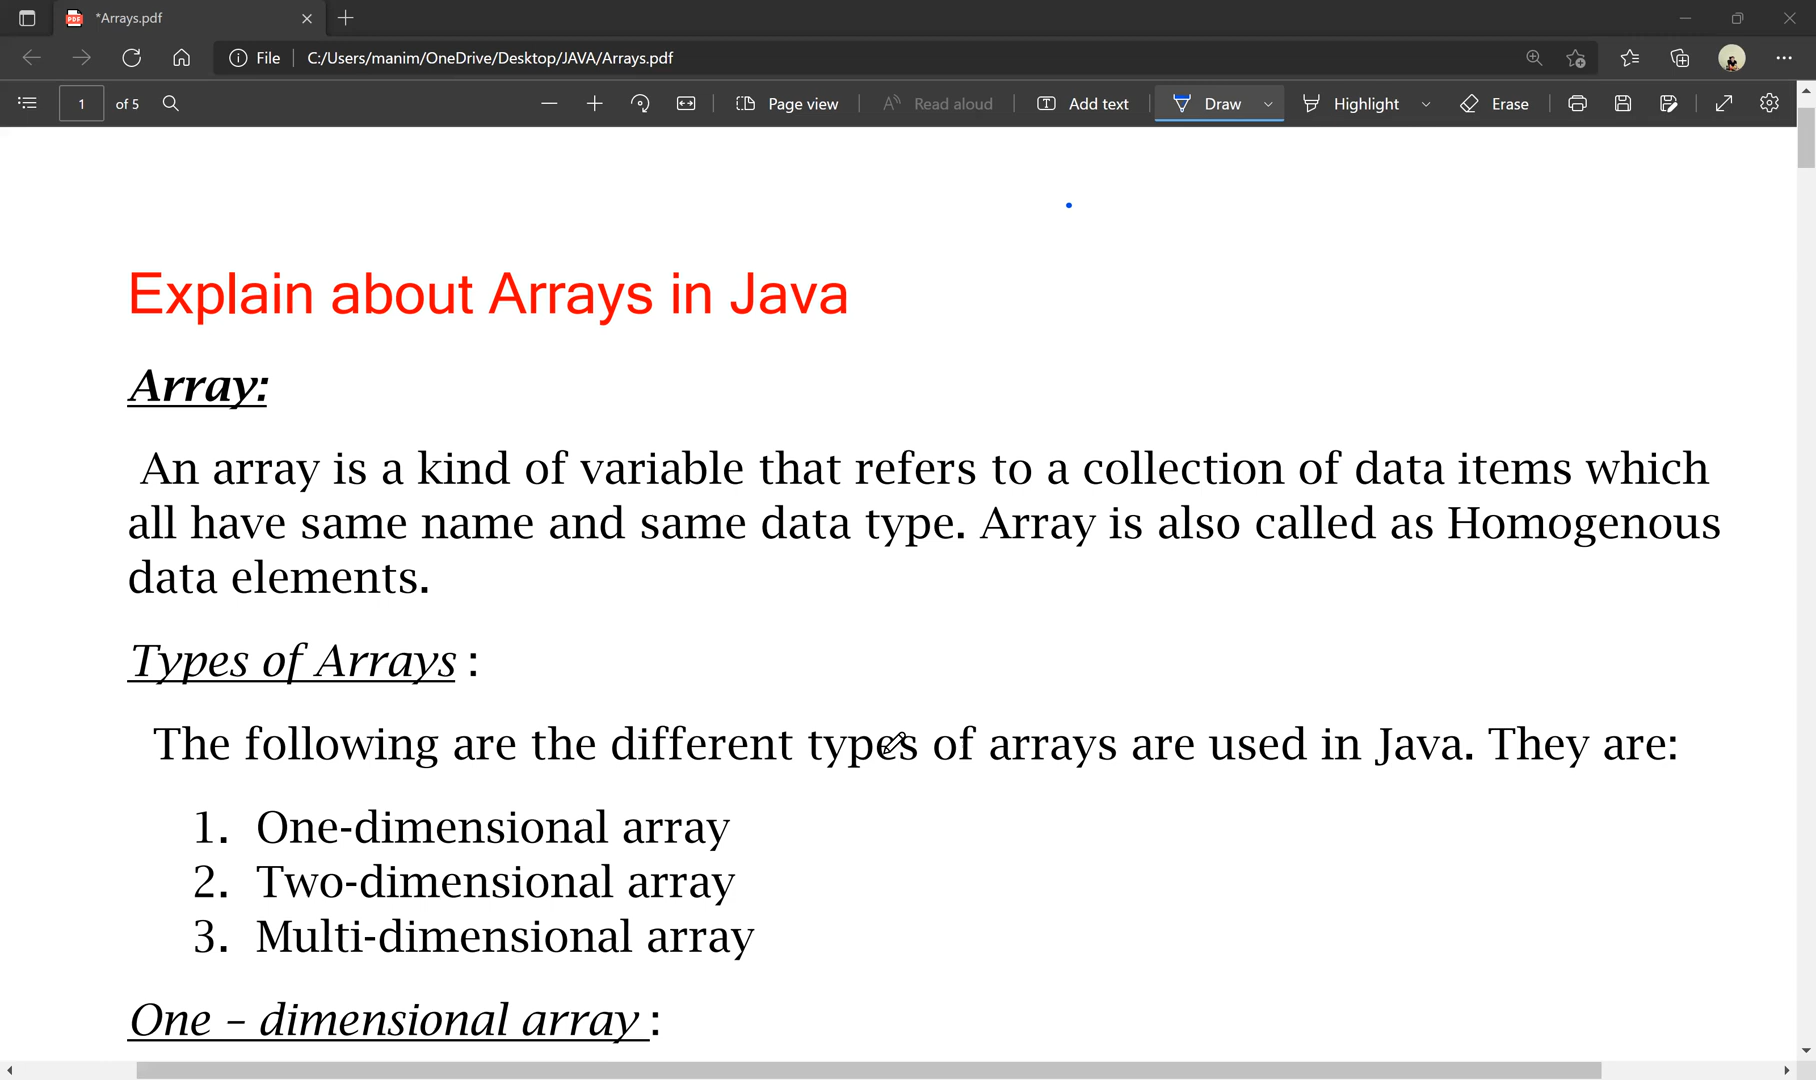 *Arrays.pdf
File
C:/Users/manim/OneDrive/Desktop/JAVA/Arrays.pdf
1 of 5
Page view
Read aloud
Add text
Draw
Highlight
Erase
Explain about Arrays in Java
Array:
An array is a kind of variable that refers to a collection of data items which
all have same name and same data type. Array is also called as Homogenous
data elements.
Types of Arrays :
The following are the different types of arrays are used in Java. They are:
1. One-dimensional array
2. Two-dimensional array
3. Multi-dimensional array
One – dimensional array :